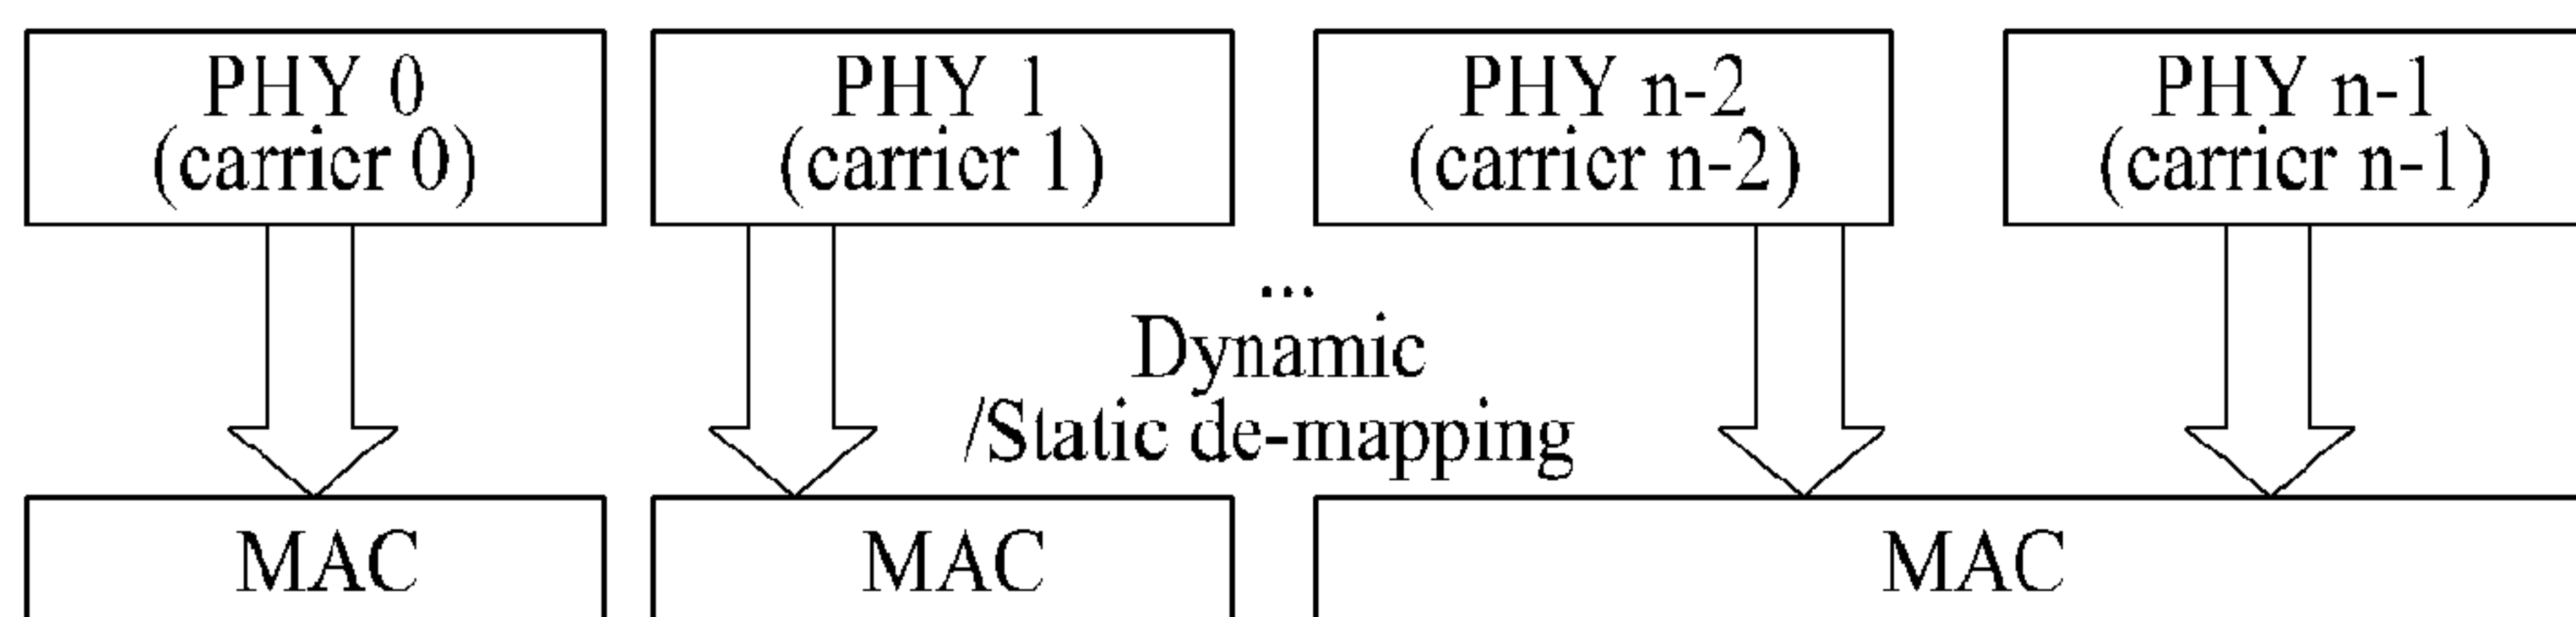 PHY 0
(carrier 0)
PHY 1
(carrier 1)
PHY n-2
(carrier n-2)
PHY n-1
(carrier n-1)
...
Dynamic
/Static de-mapping
MAC
MAC
MAC